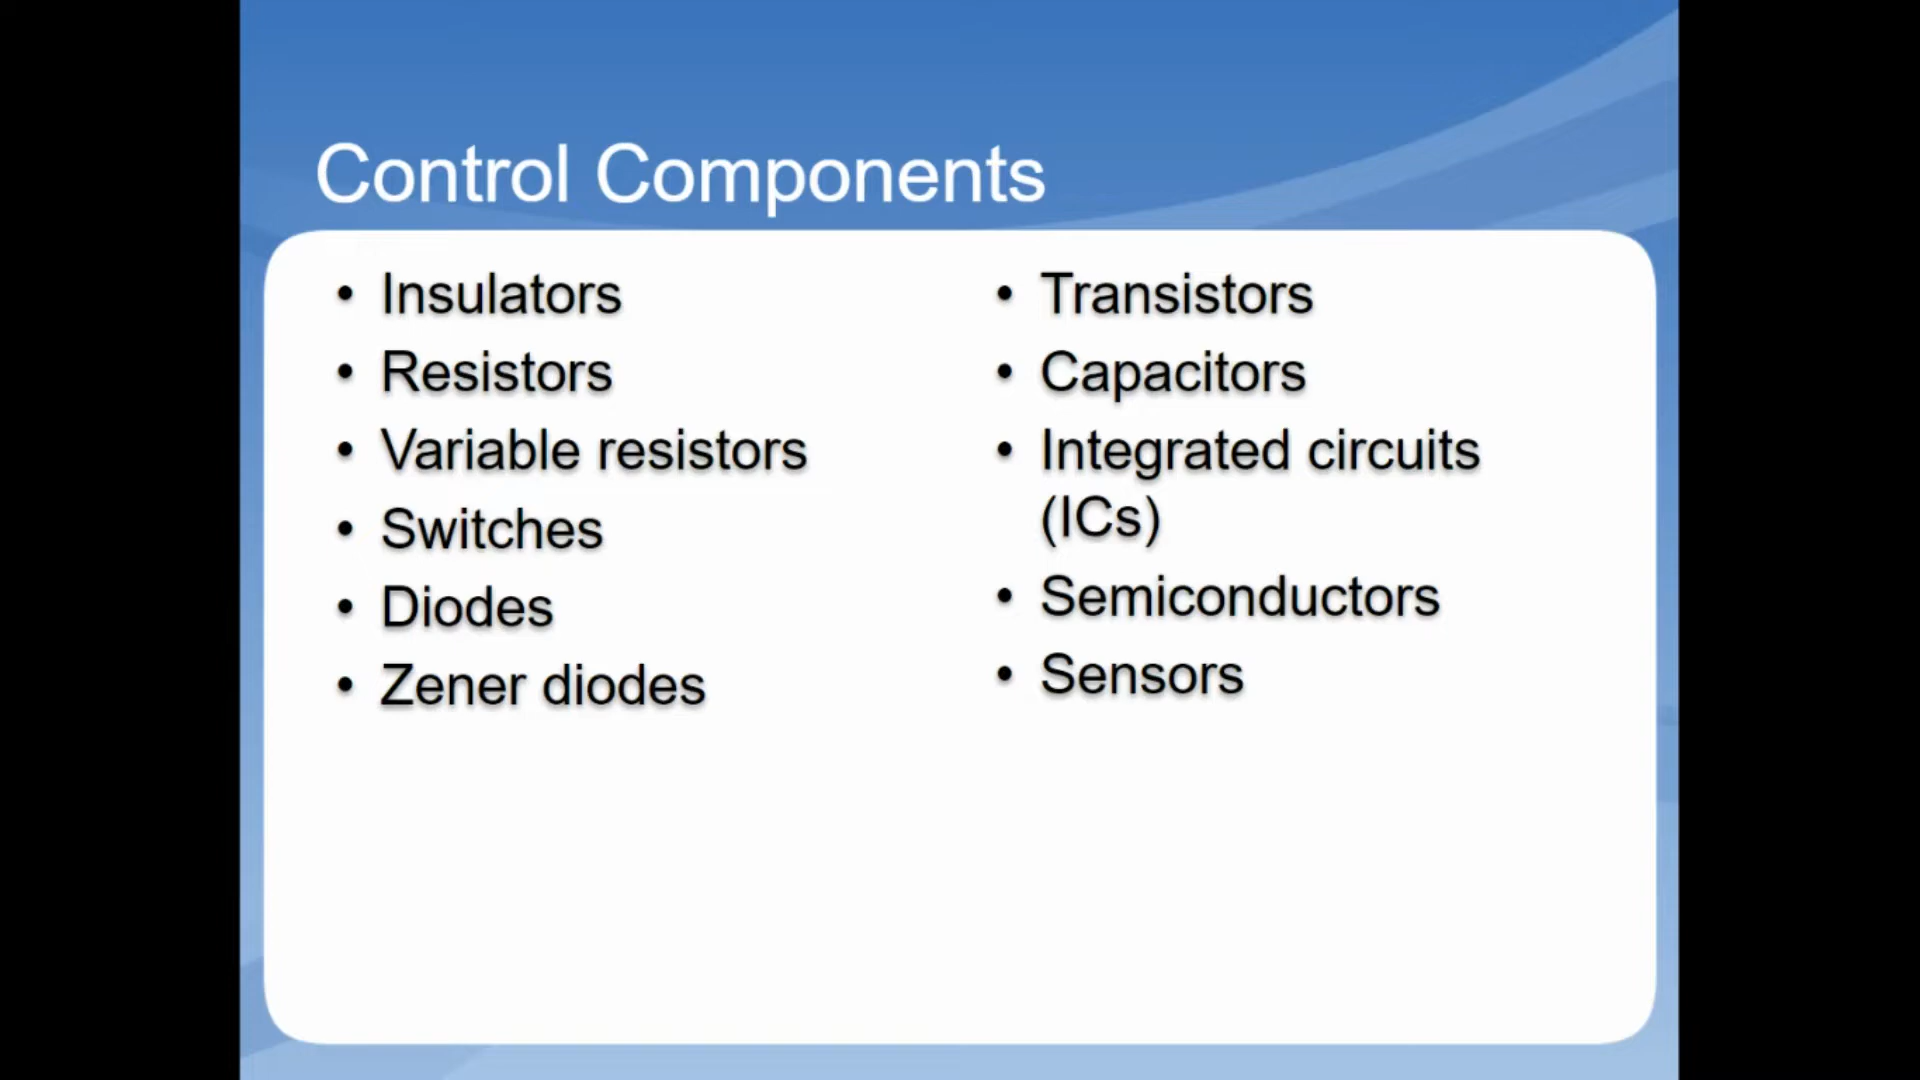 Control Components
• Insulators
• Resistors
• Variable resistors
• Switches
• Diodes
• Zener diodes
• Transistors
• Capacitors
• Integrated circuits
(ICs)
• Semiconductors
• Sensors